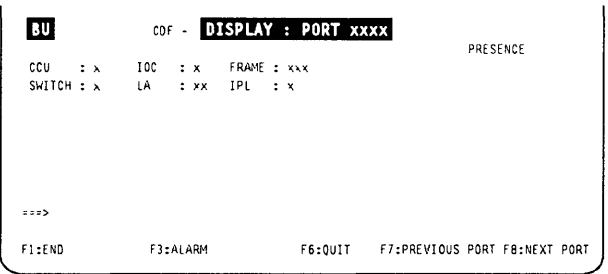 BU CDF - DISPLAY : PORT xxxx
PRESENCE
CCU : x IOC : x FRAME : xxx
SWITCH : x LA : xx IPL : x
===>
F1:END F3:ALARM F6:QUIT F7:PREVIOUS PORT F8:NEXT PORT